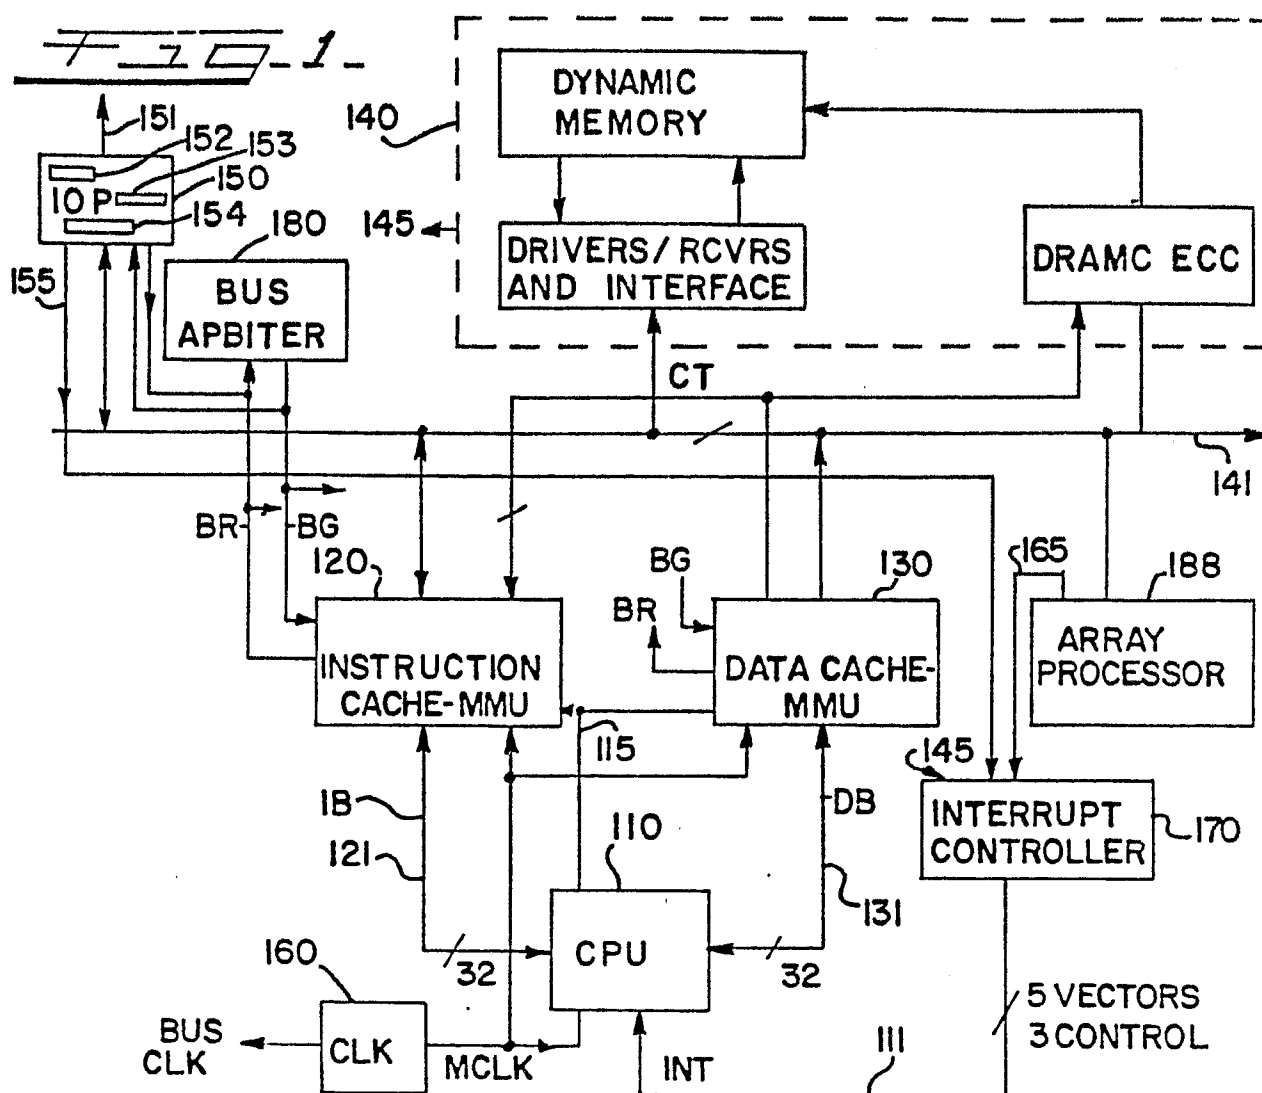 Fig-1-
151
152
153
10P
150
154
155
180
BUS
APBITER
140
145
DYNAMIC
MEMORY
DRIVERS/RCVRS
AND INTERFACE
DRAMC ECC
CT
141
BR
BG
120
INSTRUCTION
CACHE-MMU
BG
BR
130
DATA CACHE-
MMU
165
188
ARRAY
PROCESSOR
115
1B
121
DB
131
145
INTERRUPT
CONTROLLER
170
110
CPU
32
32
160
CLK
BUS
CLK
MCLK
INT
111
5 VECTORS
3 CONTROL